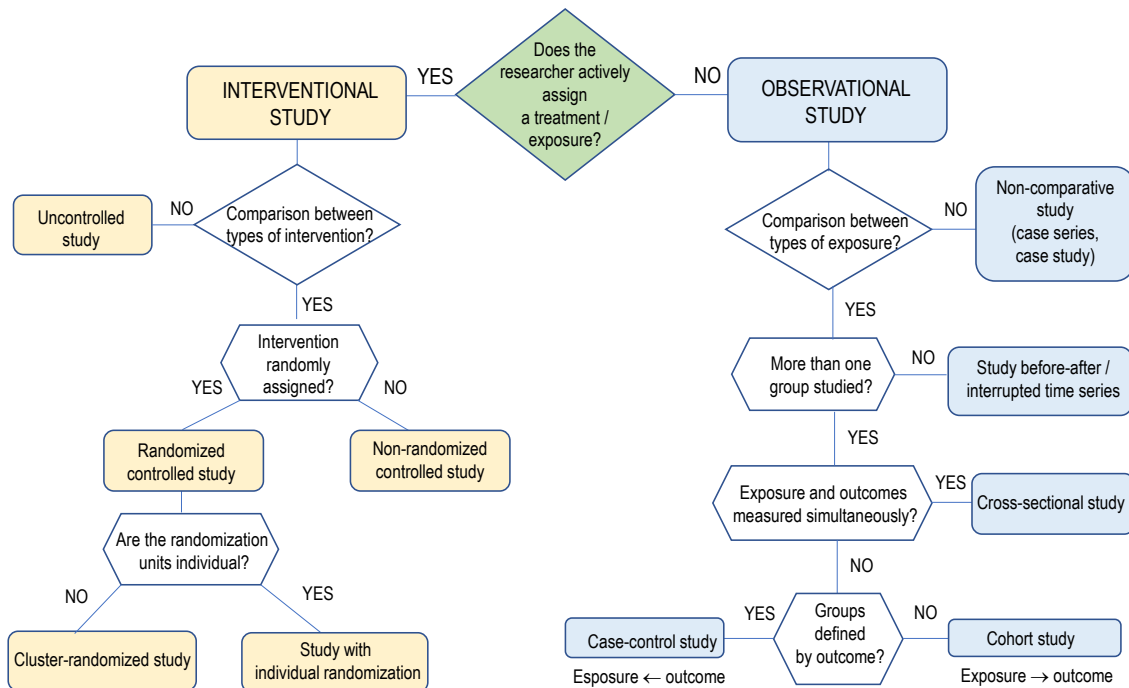 Does the
researcher actively
assign
a treatment /
exposure?
YES
NO
INTERVENTIONAL
STUDY
OBSERVATIONAL
STUDY
Comparison between
types of intervention?
NO
Uncontrolled
study
YES
Intervention
randomly
assigned?
YES
NO
Randomized
controlled study
Non-randomized
controlled study
Are the randomization
units individual?
NO
YES
Cluster-randomized study
Study with
individual randomization
Comparison between
types of exposure?
NO
Non-comparative
study
(case series,
case study)
YES
More than one
group studied?
NO
Study before-after /
interrupted time series
YES
Exposure and outcomes
measured simultaneously?
YES
Cross-sectional study
NO
Groups
defined
by outcome?
YES
NO
Case-control study
Esposure ← outcome
Cohort study
Exposure → outcome